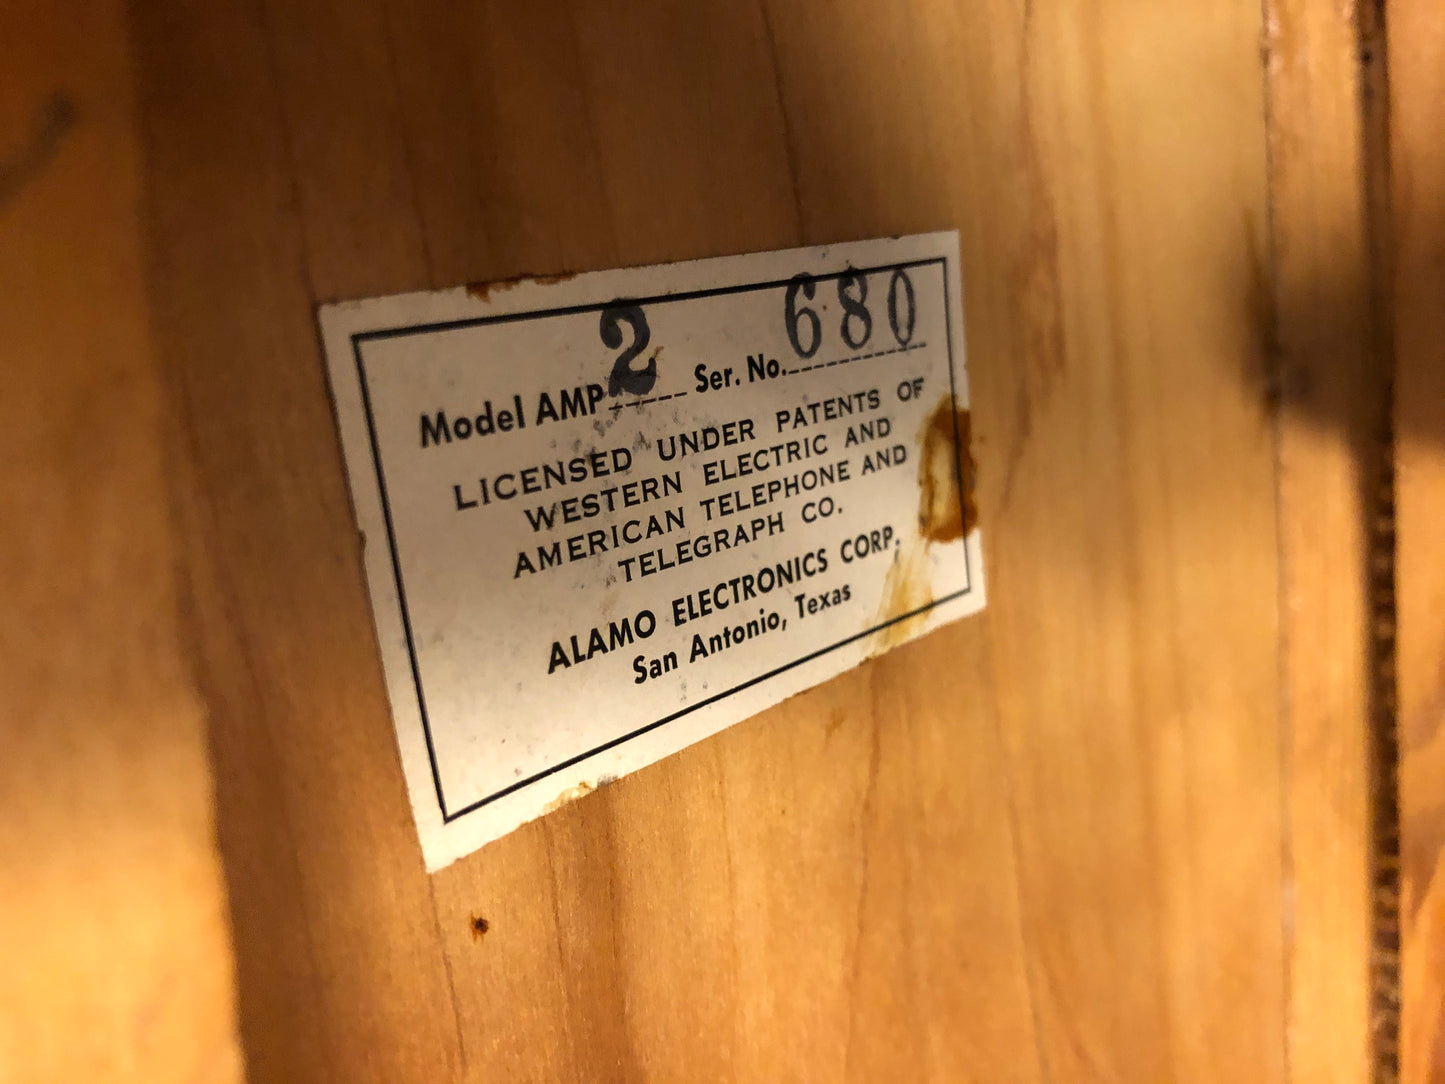 Model AMP 2 Ser. No. 680
LICENSED UNDER PATENTS OF
WESTERN ELECTRIC AND
AMERICAN TELEPHONE AND
TELEGRAPH CO.
ALAMO ELECTRONICS CORP.
San Antonio, Texas